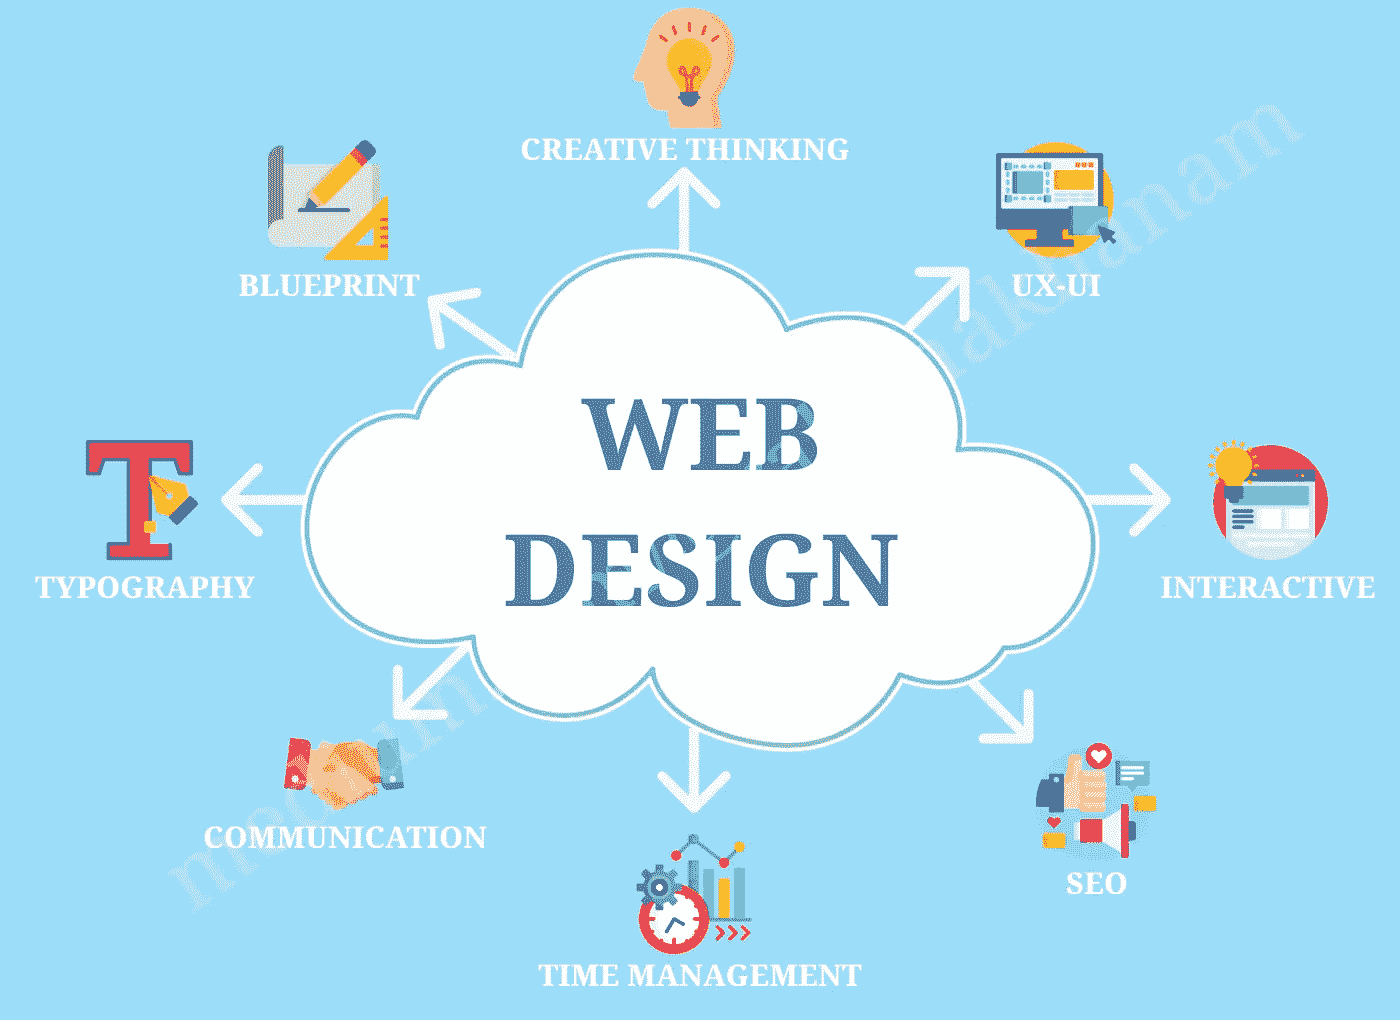 CREATIVE THINKING
BLUEPRINT
UX-UI
WEB
DESIGN
TYPOGRAPHY
INTERACTIVE
COMMUNICATION
SEO
TIME MANAGEMENT